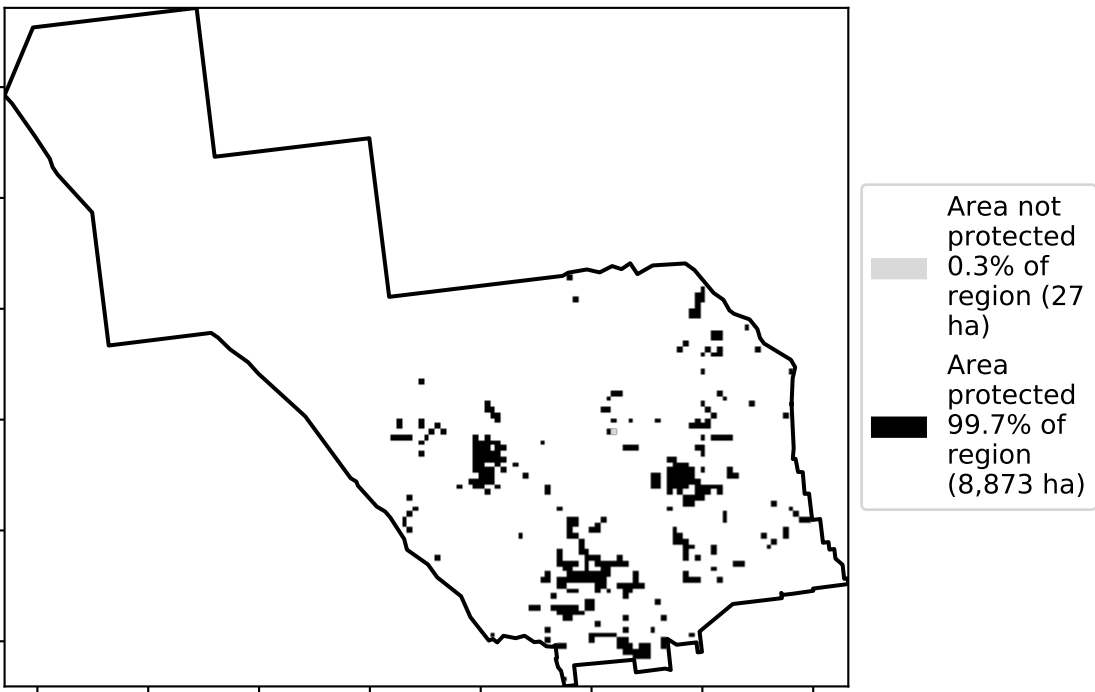 Area not
protected
0.3% of
region (27
ha)
Area
protected
99.7% of
region
(8,873 ha)